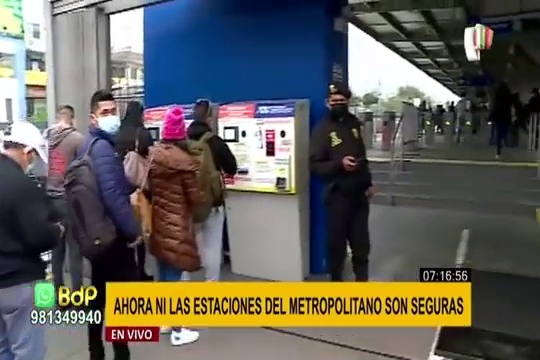 07:16:56
BDP
981349940
AHORA NI LAS ESTACIONES DEL METROPOLITANO SON SEGURAS
EN VIVO